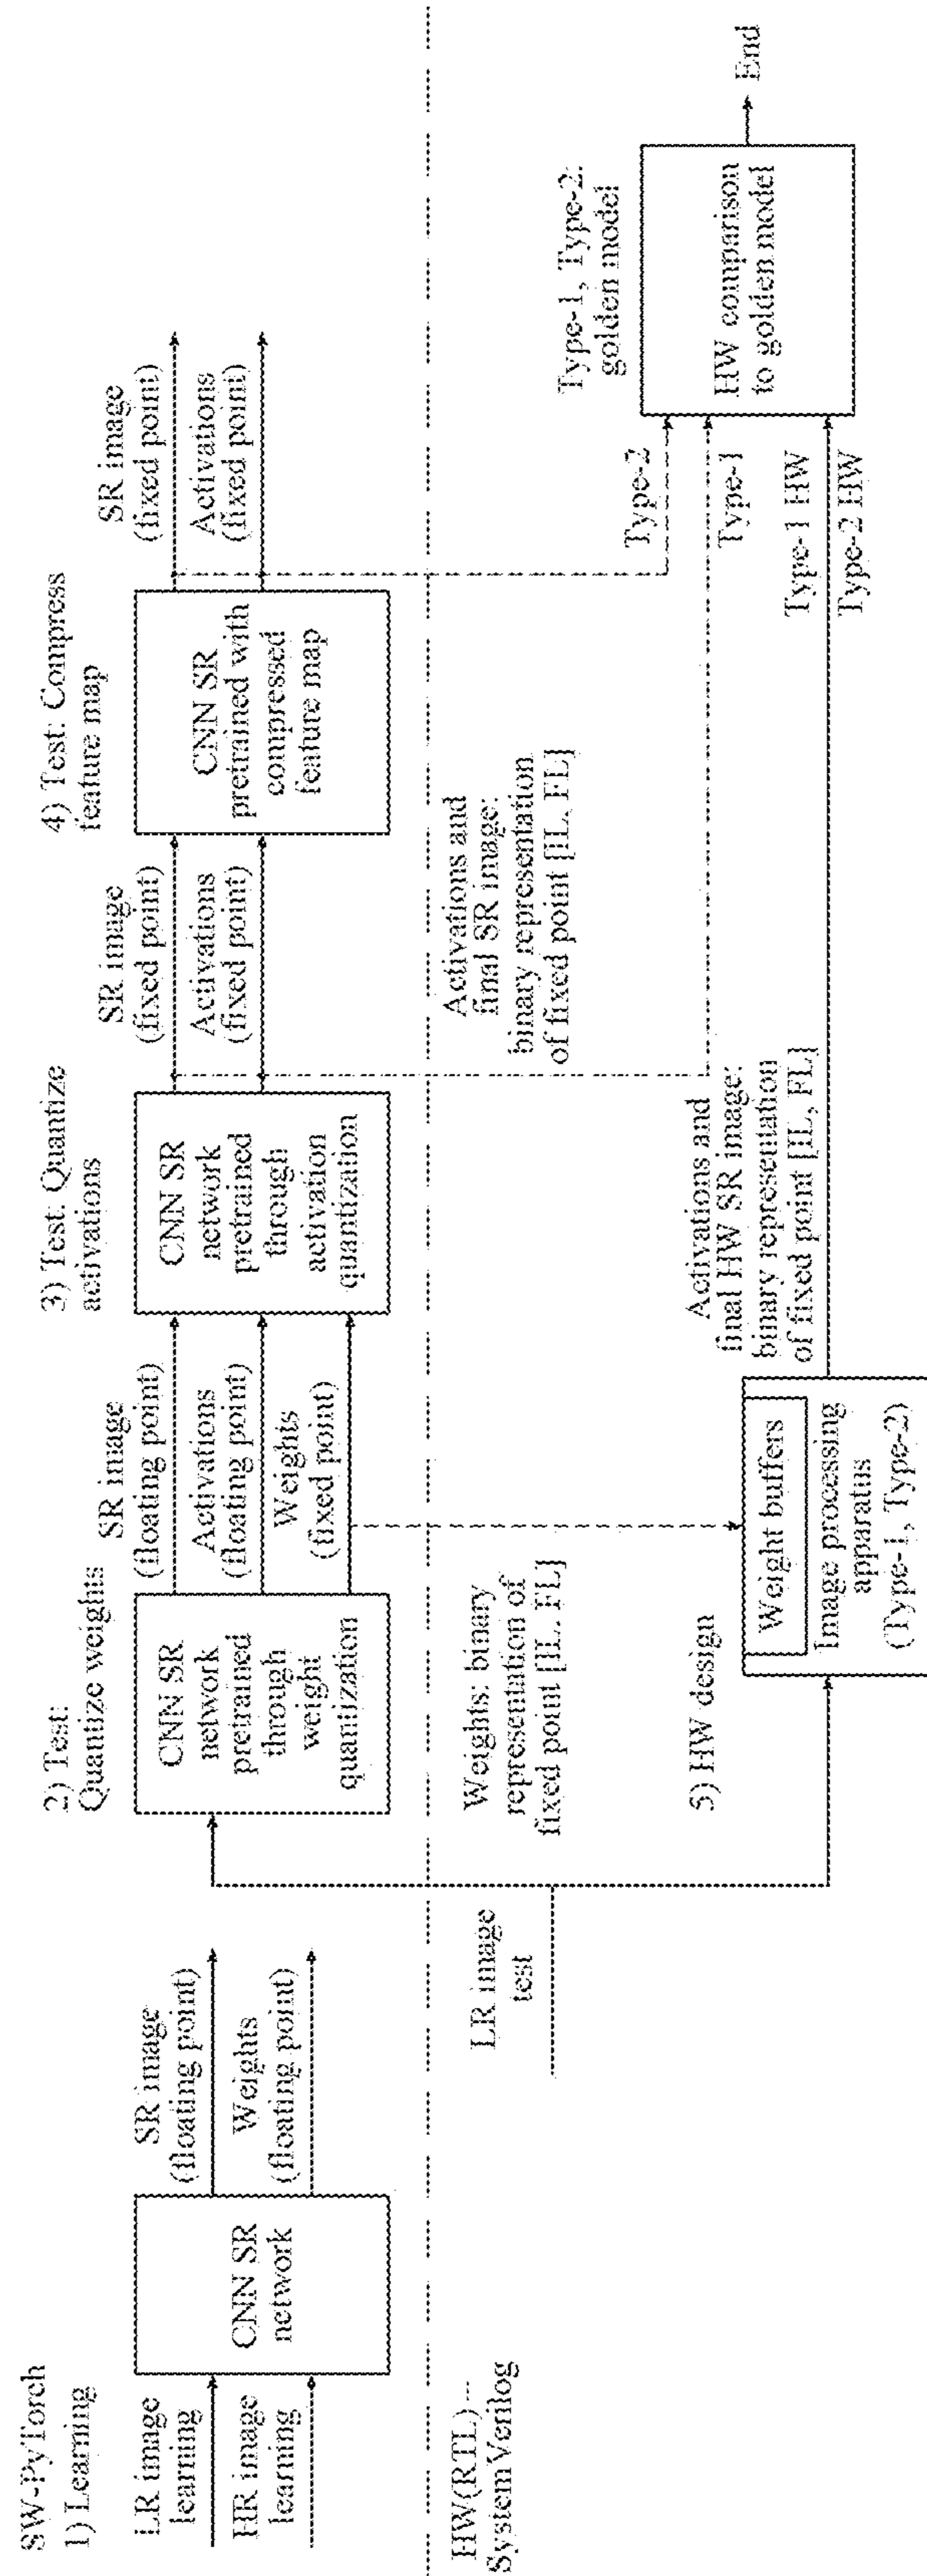 SW-PyTorch
1) Learning
LR image
learning
HR image
learning
CNN SR
network
SR image
(floating point)
Weights
(floating point)
2) Test:
Quantize weights
CNN SR
network
pretrained
through
weight
quantization
SR image
(floating point)
Activations
(floating point)
Weights
(fixed point)
3) Test: Quantize
activations
CNN SR
network
pretrained
through
activation
quantization
SR image
(fixed point)
Activations
(fixed point)
4) Test: Compress
feature map
CNN SR
pretrained with
compressed
feature map
SR image
(fixed point)
Activations
(fixed point)
HW(RTL)--
SystemVerilog
LR image
test
Weights: binary
representation of
fixed point [IL, FL]
5) HW design
Weight buffers
Image processing
apparatus
(Type-1, Type-2)
Activations and
final SR image:
binary representation
of fixed point [IL, FL]
Activations and
final HW SR image:
binary representation
of fixed point [IL, FL]
Type-2
Type-1
Type-1 HW
Type-2 HW
Type-1, Type-2:
golden model
HW comparison
to golden model
End